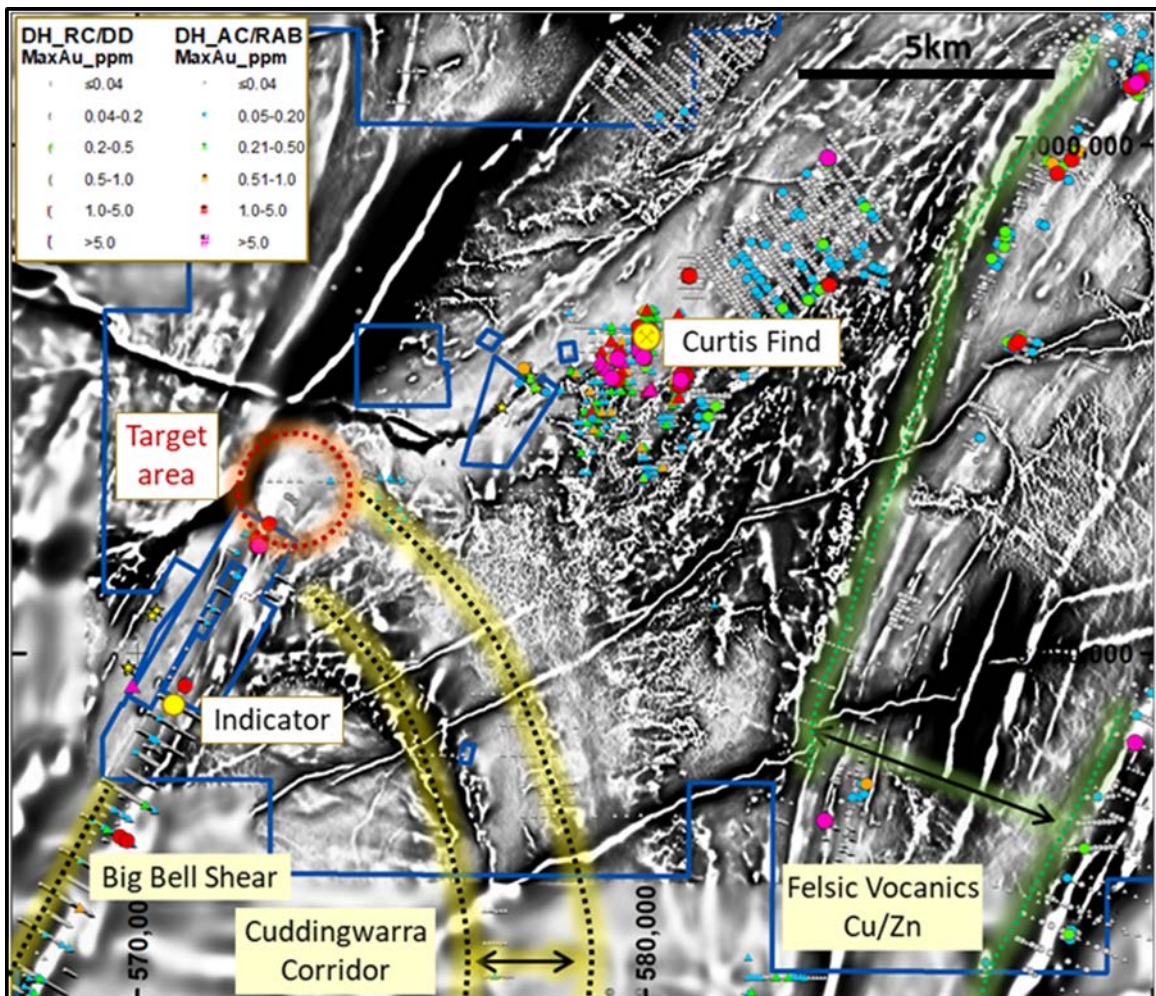 DH_RC/DD DH_AC/RAB
MaxAu_ppm MaxAu_ppm
≤0.04 ≤0.04
0.04-0.2 0.05-0.20
0.2-0.5 0.21-0.50
0.5-1.0 0.51-1.0
1.0-5.0 1.0-5.0
>5.0 >5.0
5km
7,000,000
Curtis Find
Target
area
Indicator
Big Bell Shear
Cuddingwarra
Corridor
Felsic Vocanics
Cu/Zn
580,000